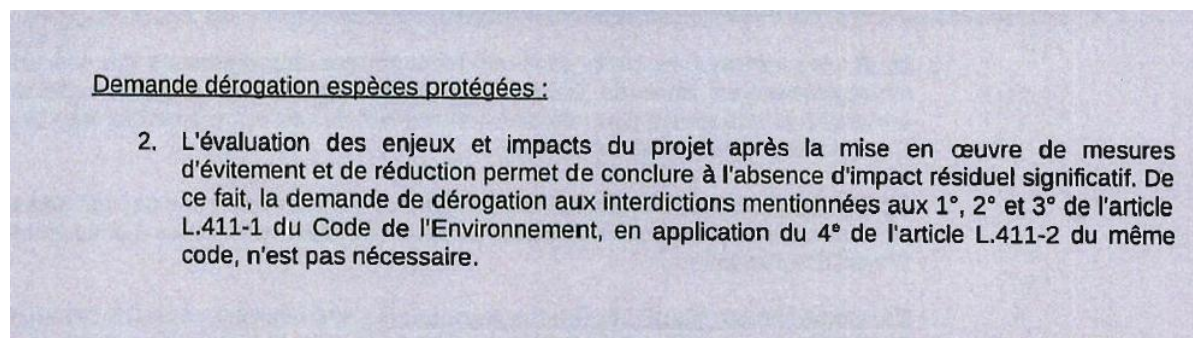 Demande dérogation espèces protégées :
2. L'évaluation des enjeux et impacts du projet après la mise en œuvre de mesures
d'évitement et de réduction permet de conclure à l'absence d'impact résiduel significatif. De
ce fait, la demande de dérogation aux interdictions mentionnées aux 1°, 2° et 3° de l'article
L.411-1 du Code de l'Environnement, en application du 4° de l'article L.411-2 du même
code, n'est pas nécessaire.